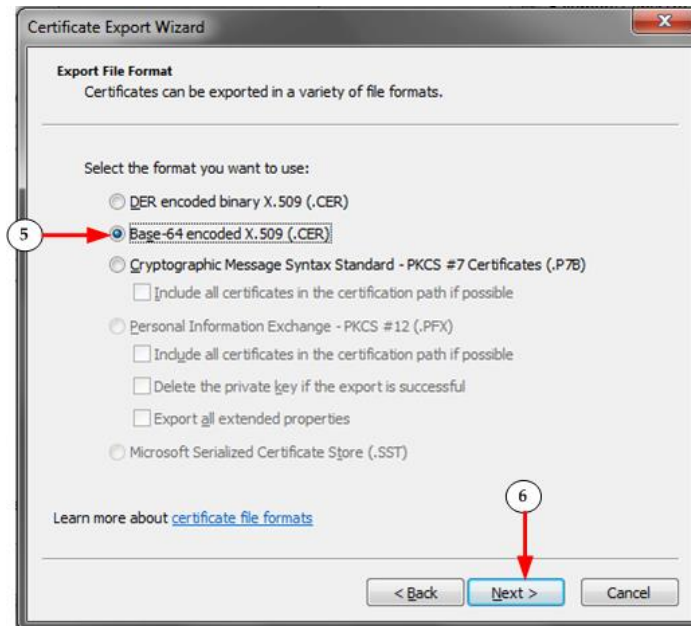 Certificate Export Wizard
Export File Format
Certificates can be exported in a variety of file formats.
Select the format you want to use:
DER encoded binary X.509 (.CER)
5
Base-64 encoded X.509 (.CER)
Cryptographic Message Syntax Standard - PKCS #7 Certificates (.P7B)
Include all certificates in the certification path if possible
Personal Information Exchange - PKCS #12 (.PFX)
Include all certificates in the certification path if possible
Delete the private key if the export is successful
Export all extended properties
Microsoft Serialized Certificate Store (.SST)
6
Learn more about certificate file formats
< Back Next > Cancel